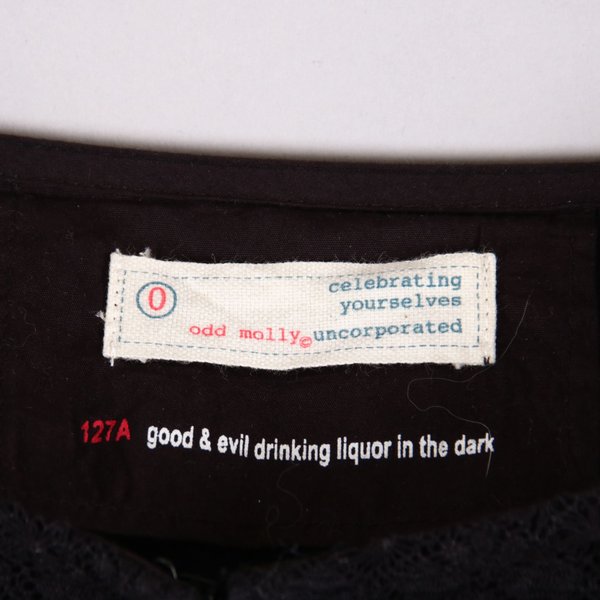 0
celebrating
yourselves
odd molly© uncorporated
127A good & evil drinking liquor in the dark